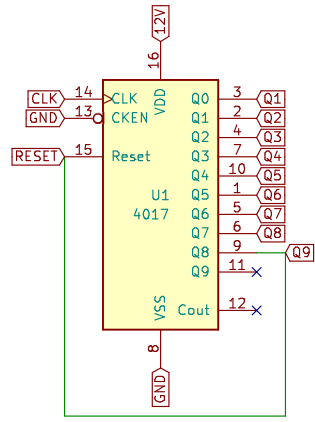 12V
16
CLK 14 CLK VDD Q0 3 Q1
GND 13 CKEN Q1 2 Q2
Q2 4 Q3
RESET 15 Reset Q3 7 Q4
Q4 10 Q5
U1 Q5 1 Q6
4017 Q6 5 Q7
Q7 6 Q8
Q8 9 Q9
Q9 11
VSS Cout 12
8
GND